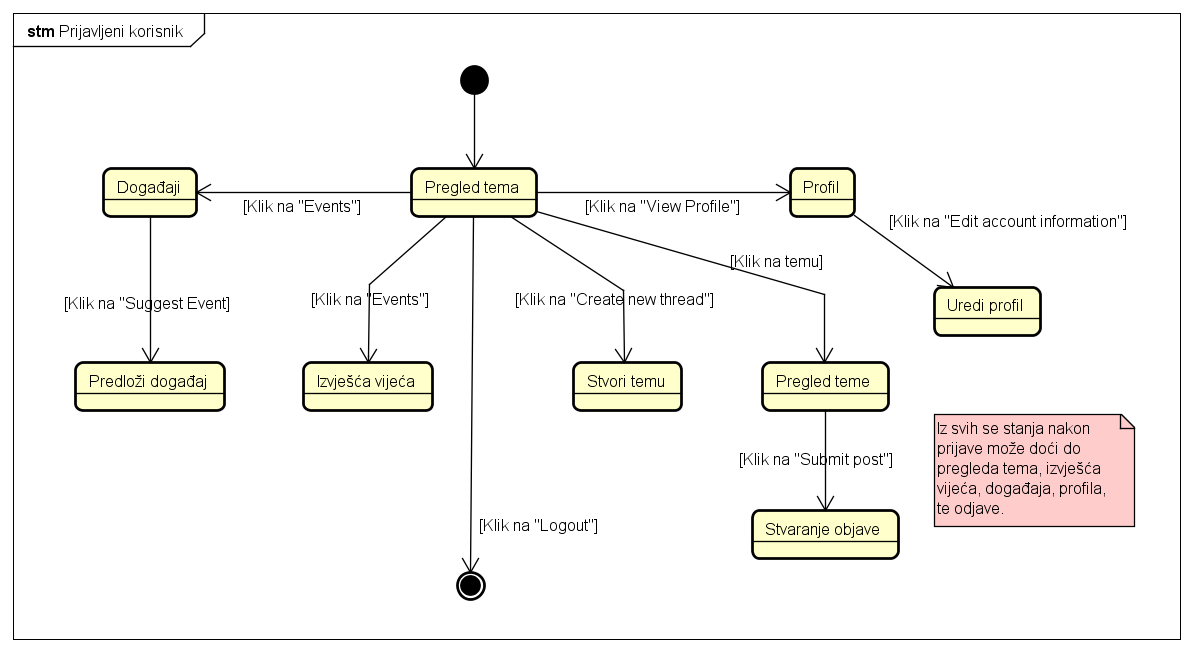 stm Prijavljeni korisnik
Događaji
Pregled tema
Profil
[Klik na "Events"]
[Klik na "View Profile"]
[Klik na "Edit account information"]
[Klik na temu]
[Klik na "Suggest Event]
[Klik na "Events"]
[Klik na "Create new thread"]
Uredi profil
Predloži događaj
Izvješća vijeća
Stvori temu
Pregled teme
Iz svih se stanja nakon
prijave može doći do
pregleda tema, izvješća
vijeća, događaja, profila,
te odjave.
[Klik na "Submit post"]
[Klik na "Logout"]
Stvaranje objave